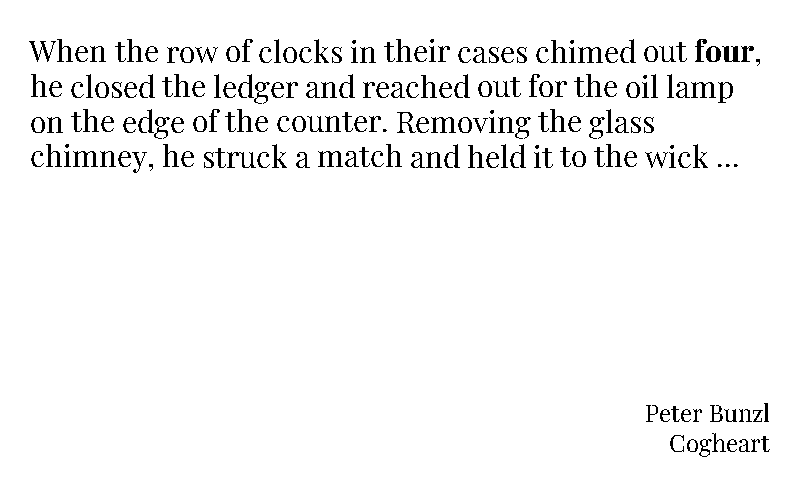 When the row of clocks in their cases chimed out four,
he closed the ledger and reached out for the oil lamp
on the edge of the counter. Removing the glass
chimney, he struck a match and held it to the wick ...
Peter Bunzl
Cogheart